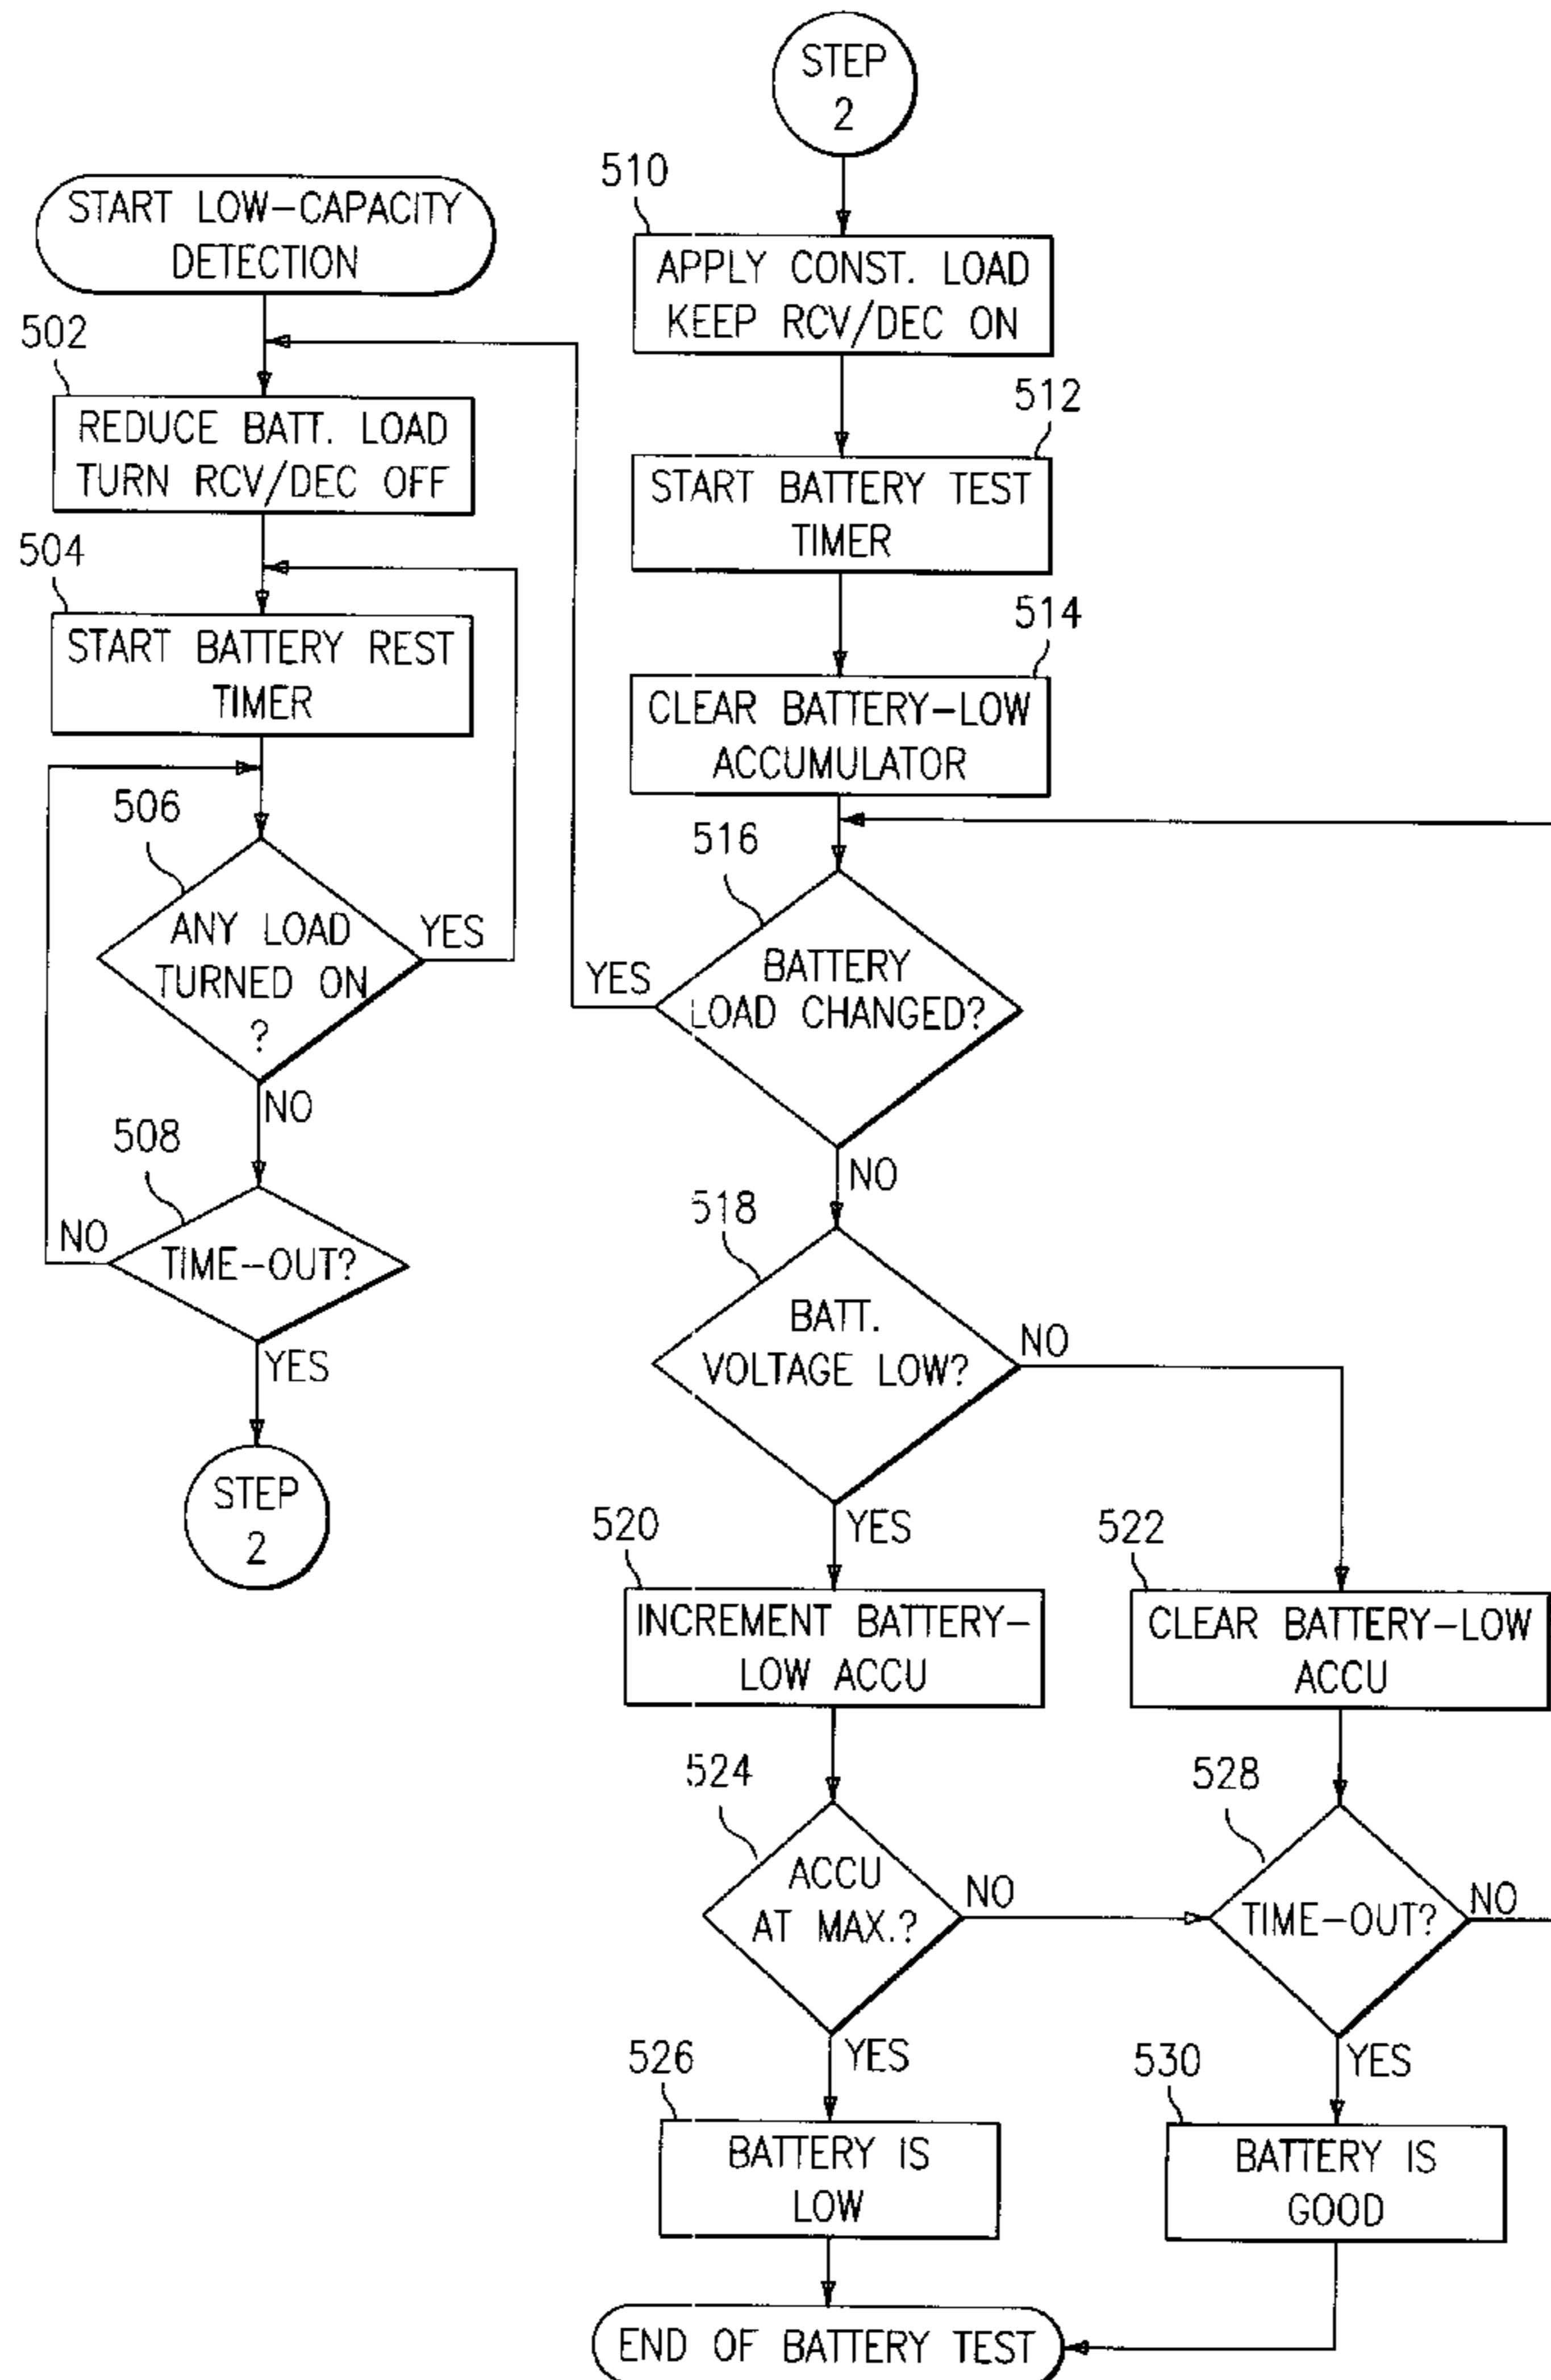 START LOW-CAPACITY
DETECTION
502
REDUCE BATT. LOAD
TURN RCV/DEC OFF
504
START BATTERY REST
TIMER
506
ANY LOAD
TURNED ON
?
YES
NO
508
TIME-OUT?
NO
YES
STEP
2
STEP
2
510
APPLY CONST. LOAD
KEEP RCV/DEC ON
512
START BATTERY TEST
TIMER
514
CLEAR BATTERY-LOW
ACCUMULATOR
516
BATTERY
LOAD CHANGED?
YES
NO
518
BATT.
VOLTAGE LOW?
NO
YES
520
INCREMENT BATTERY-
LOW ACCU
522
CLEAR BATTERY-LOW
ACCU
524
ACCU
AT MAX.?
NO
YES
528
TIME-OUT?
NO
YES
526
BATTERY IS
LOW
530
BATTERY IS
GOOD
END OF BATTERY TEST